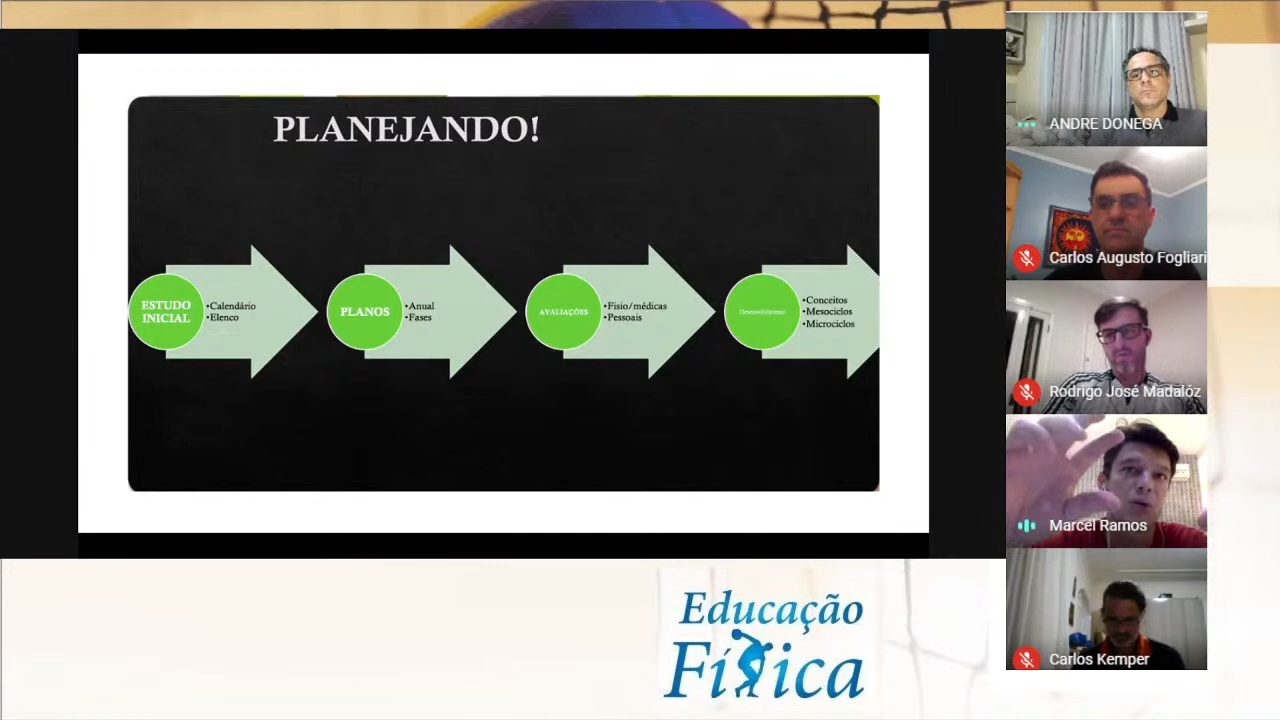 PLANEJANDO!
ESTUDO
INICIAL
•Calendário
•Elenco
PLANOS
•Anual
•Fases
AVALIAÇÕES
•Fisio/médicas
•Pessoais
Desenvolvimento
•Conceitos
•Mesociclos
•Microciclos
ANDRE DONEGA
Carlos Augusto Fogliari
Rodrigo José Madalóz
Marcel Ramos
Carlos Kemper
Educação
Física